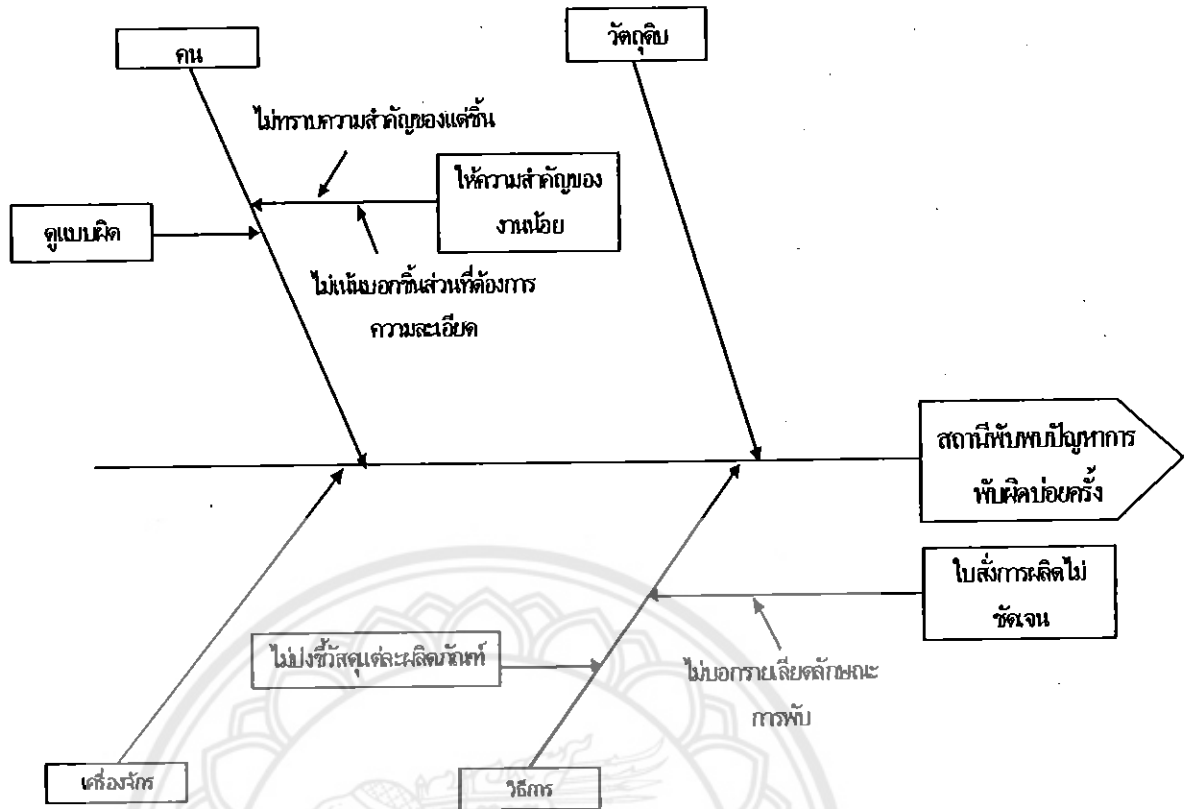 คน
วัตถุดิบ
ไม่ทราบความสำคัญของแต่ชิ้น
ให้ความสำคัญของ
งานน้อย
ดูแบบผิด
ไม่เน้นบอกชิ้นส่วนที่ต้องการ
ความละเอียด
สถานีพับพบปัญหาการ
พับผิดบ่อยครั้ง
ใบสั่งการผลิตไม่
ชัดเจน
ไม่บ่งชี้วัสดุแต่ละผลิตภัณฑ์
ไม่บอกรายเลียดลักษณะ
การพับ
เครื่องจักร
วิธีการ